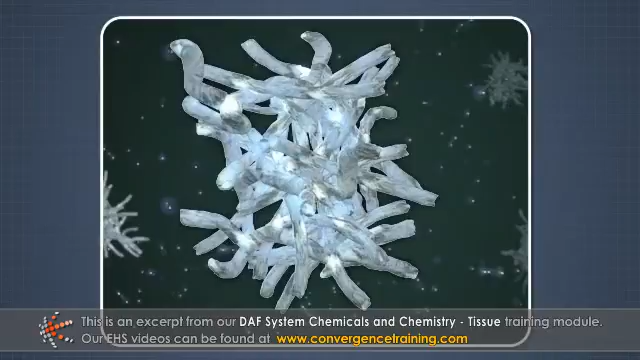 This is an excerpt from our DAF System Chemicals and Chemistry - Tissue training module.
Our EHS videos can be found at www.convergencetraining.com